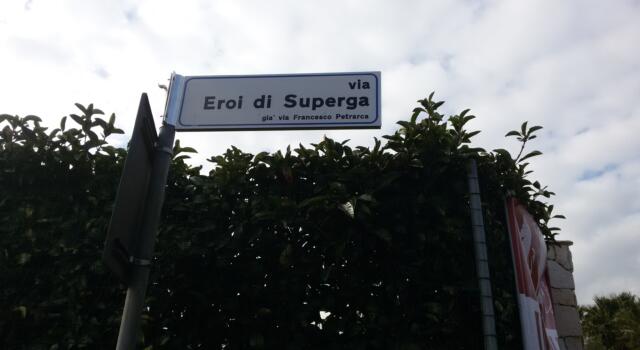 via
Eroi di Superga
gia' via Francesco Petrarca